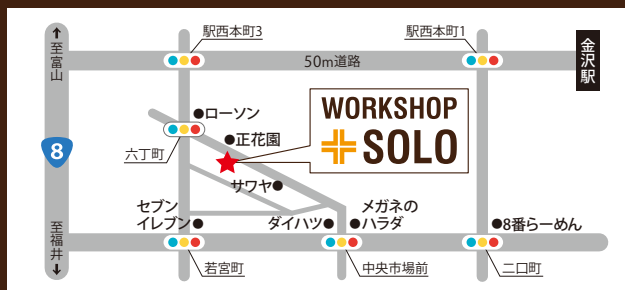 駅西本町3
駅西本町1
至富山
50m道路
金沢駅
ローソン
正花園
WORKSHOP
SOLO
8
六丁町
サワヤ
セブン
イレブン
ダイハツ
メガネの
ハラダ
8番らーめん
至福井
若宮町
中央市場前
二口町